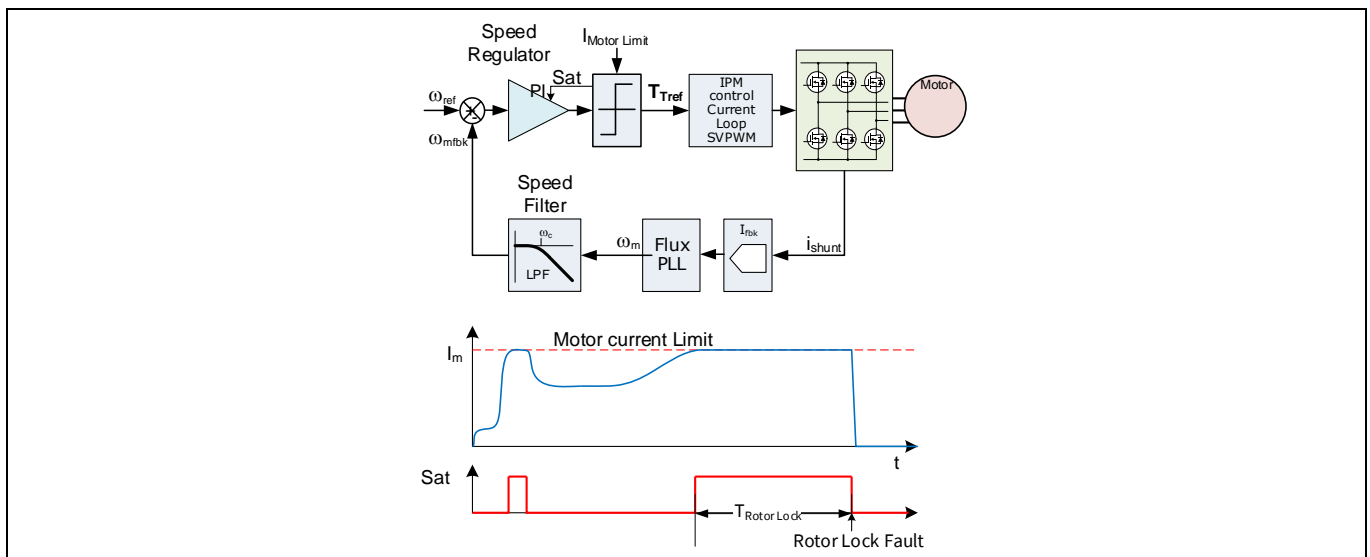 Speed
Regulator
I Motor Limit
Sat
PI
ωref
ωmfbk
TTref
IPM
control
Current
Loop
SVPWM
Motor
Speed
Filter
ωc
LPF
ωm
Flux
PLL
Ifbk
ishunt
Motor current Limit
Im
t
Sat
TRotor Lock
Rotor Lock Fault